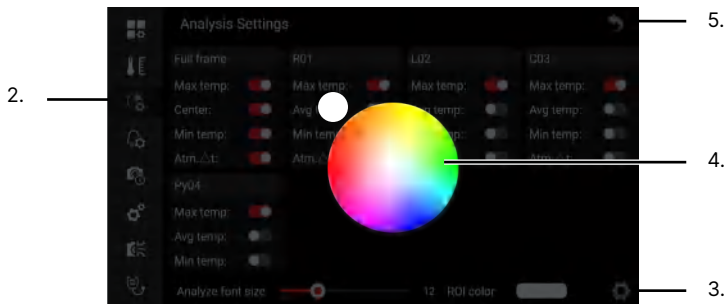 Analysis Settings
5.
Full frame R01 L02 C03
Max temp: Max temp: Max temp: Max temp:
2.
Center: Avg temp:
Min temp: Min temp: Min temp:
Atm.△t: Atm.△t:
4.
Py04
Max temp:
Avg temp:
Min temp:
Analyze font size 12 ROI color
3.